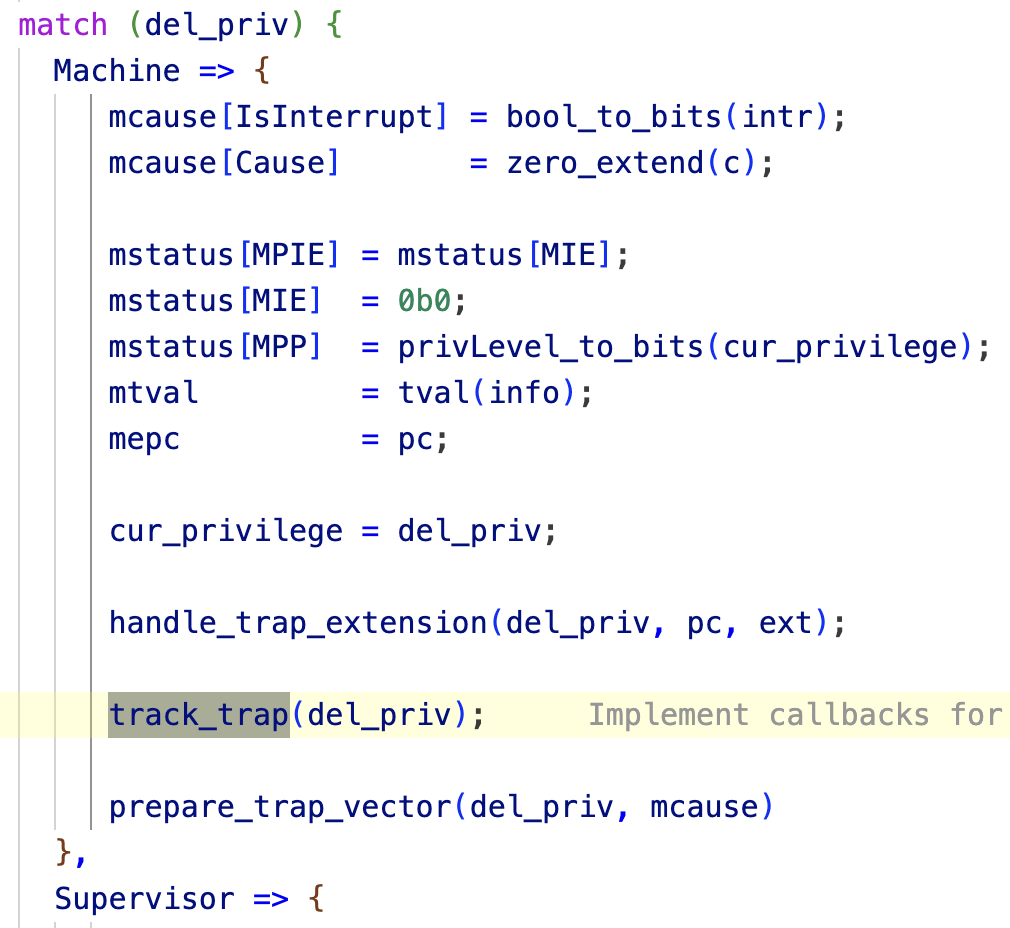 match (del_priv) {
Machine => {
mcause[IsInterrupt] = bool_to_bits(intr);
mcause[Cause]       = zero_extend(c);
mstatus[MPIE] = mstatus[MIE];
mstatus[MIE]  = 0b0;
mstatus[MPP]  = privLevel_to_bits(cur_privilege);
mtval         = tval(info);
mepc          = pc;
cur_privilege = del_priv;
handle_trap_extension(del_priv, pc, ext);
track_trap(del_priv);      Implement callbacks for
prepare_trap_vector(del_priv, mcause)
},
Supervisor => {